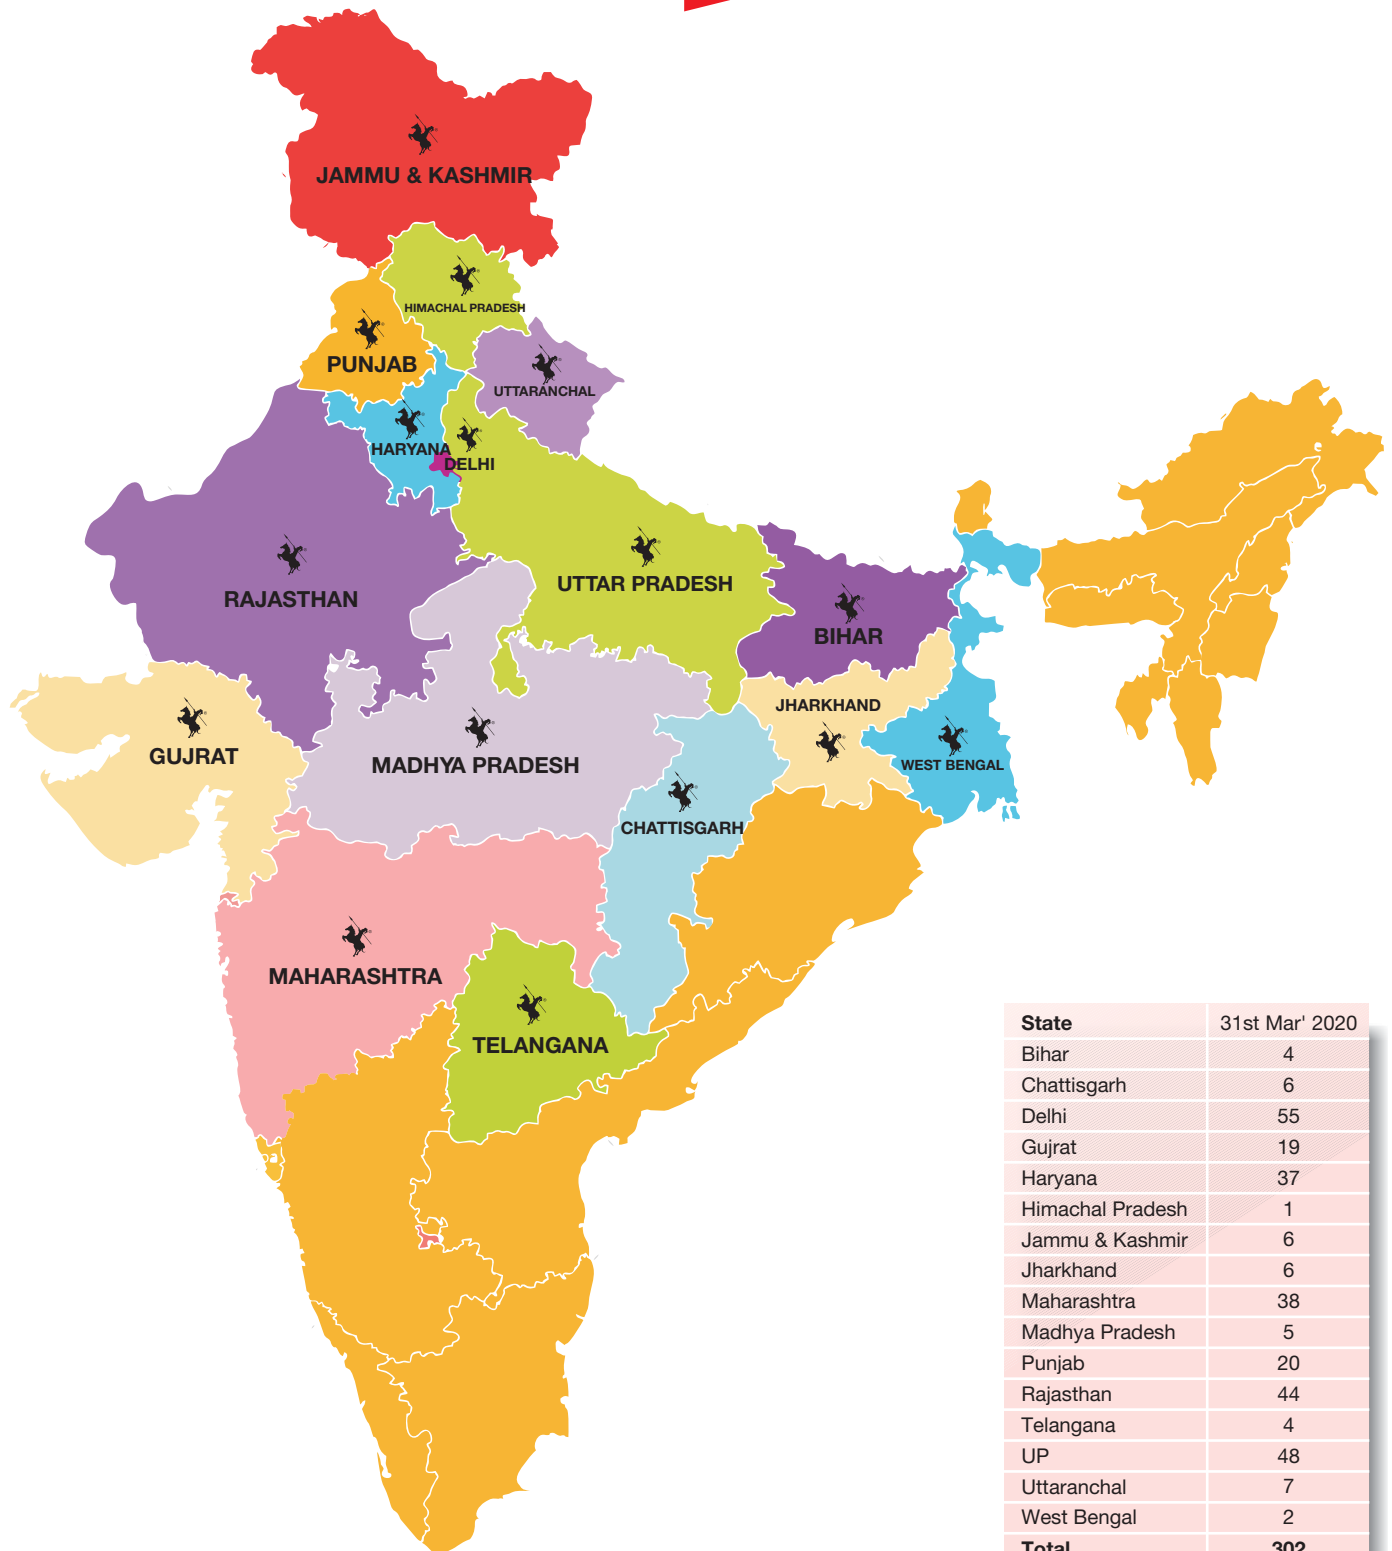 JAMMU & KASHMIR
HIMACHAL PRADESH
PUNJAB
UTTARANCHAL
HARYANA
DELHI
RAJASTHAN
UTTAR PRADESH
BIHAR
JHARKHAND
GUJRAT
MADHYA PRADESH
WEST BENGAL
CHATTISGARH
MAHARASHTRA
TELANGANA
State 31st Mar' 2020
Bihar 4
Chattisgarh 6
Delhi 55
Gujrat 19
Haryana 37
Himachal Pradesh 1
Jammu & Kashmir 6
Jharkhand 6
Maharashtra 38
Madhya Pradesh 5
Punjab 20
Rajasthan 44
Telangana 4
UP 48
Uttaranchal 7
West Bengal 2
Total 302